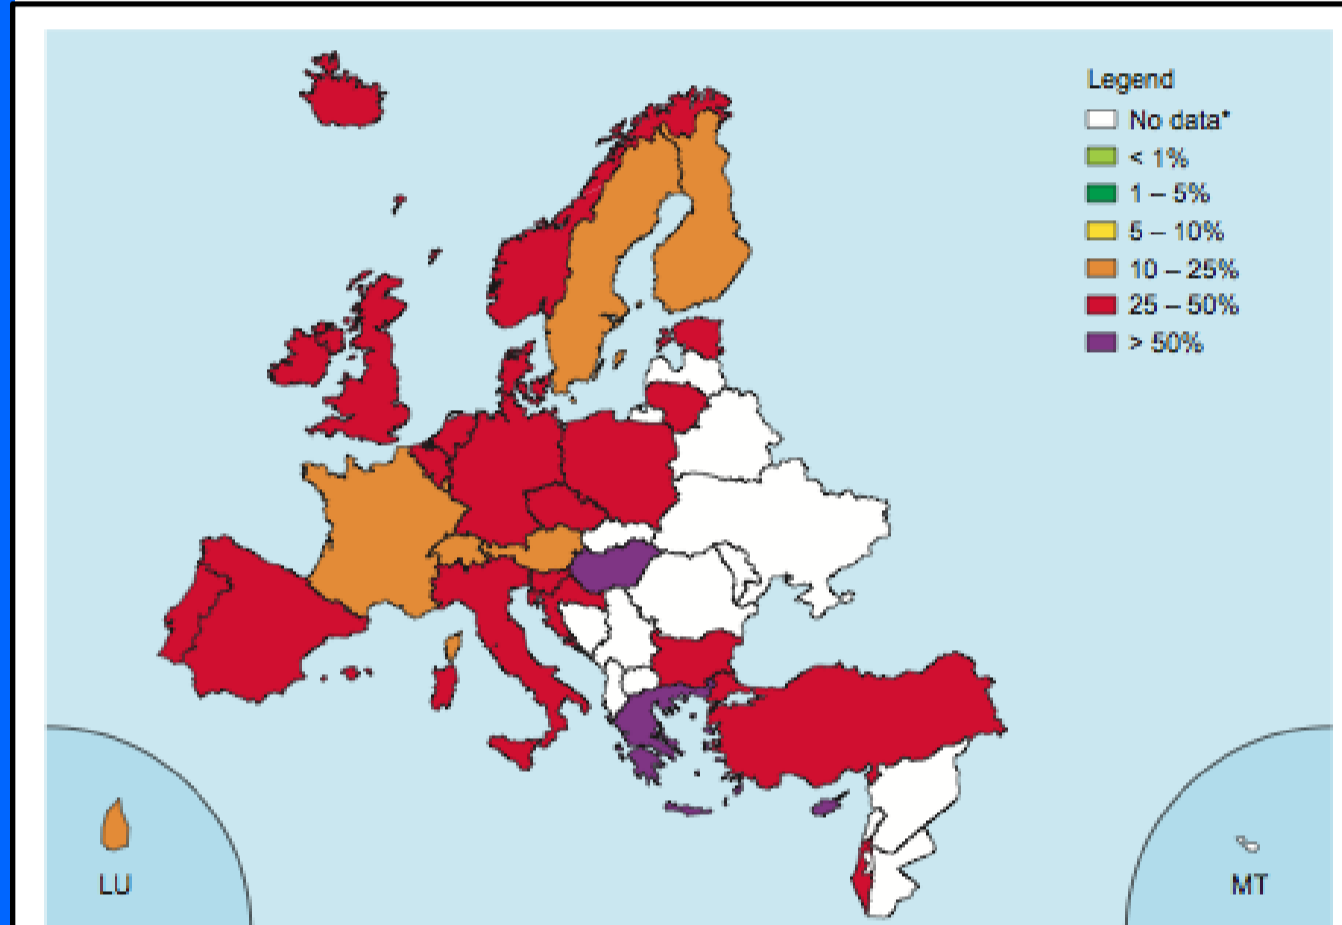 Legend
No data*
< 1%
1 – 5%
5 – 10%
10 – 25%
25 – 50%
> 50%
LU
MT